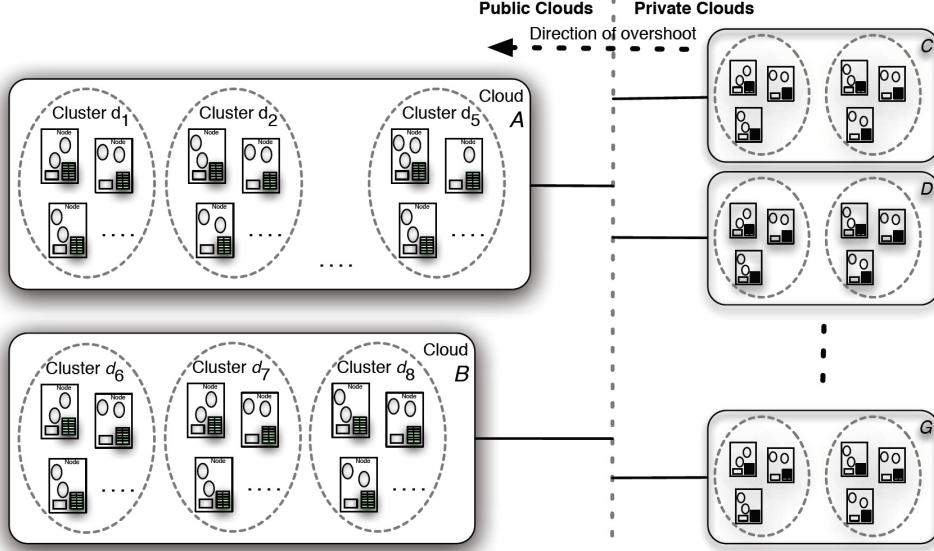 Public Clouds
Private Clouds
Direction of overshoot
Cloud
A
Cluster d1
Cluster d2
Cluster d5
Node
Node
Node
Node
Node
Node
Node
Node
Node
....
....
....
....
Cloud
B
Cluster d6
Cluster d7
Cluster d8
Node
Node
Node
Node
Node
Node
Node
Node
Node
....
....
....
C
D
G